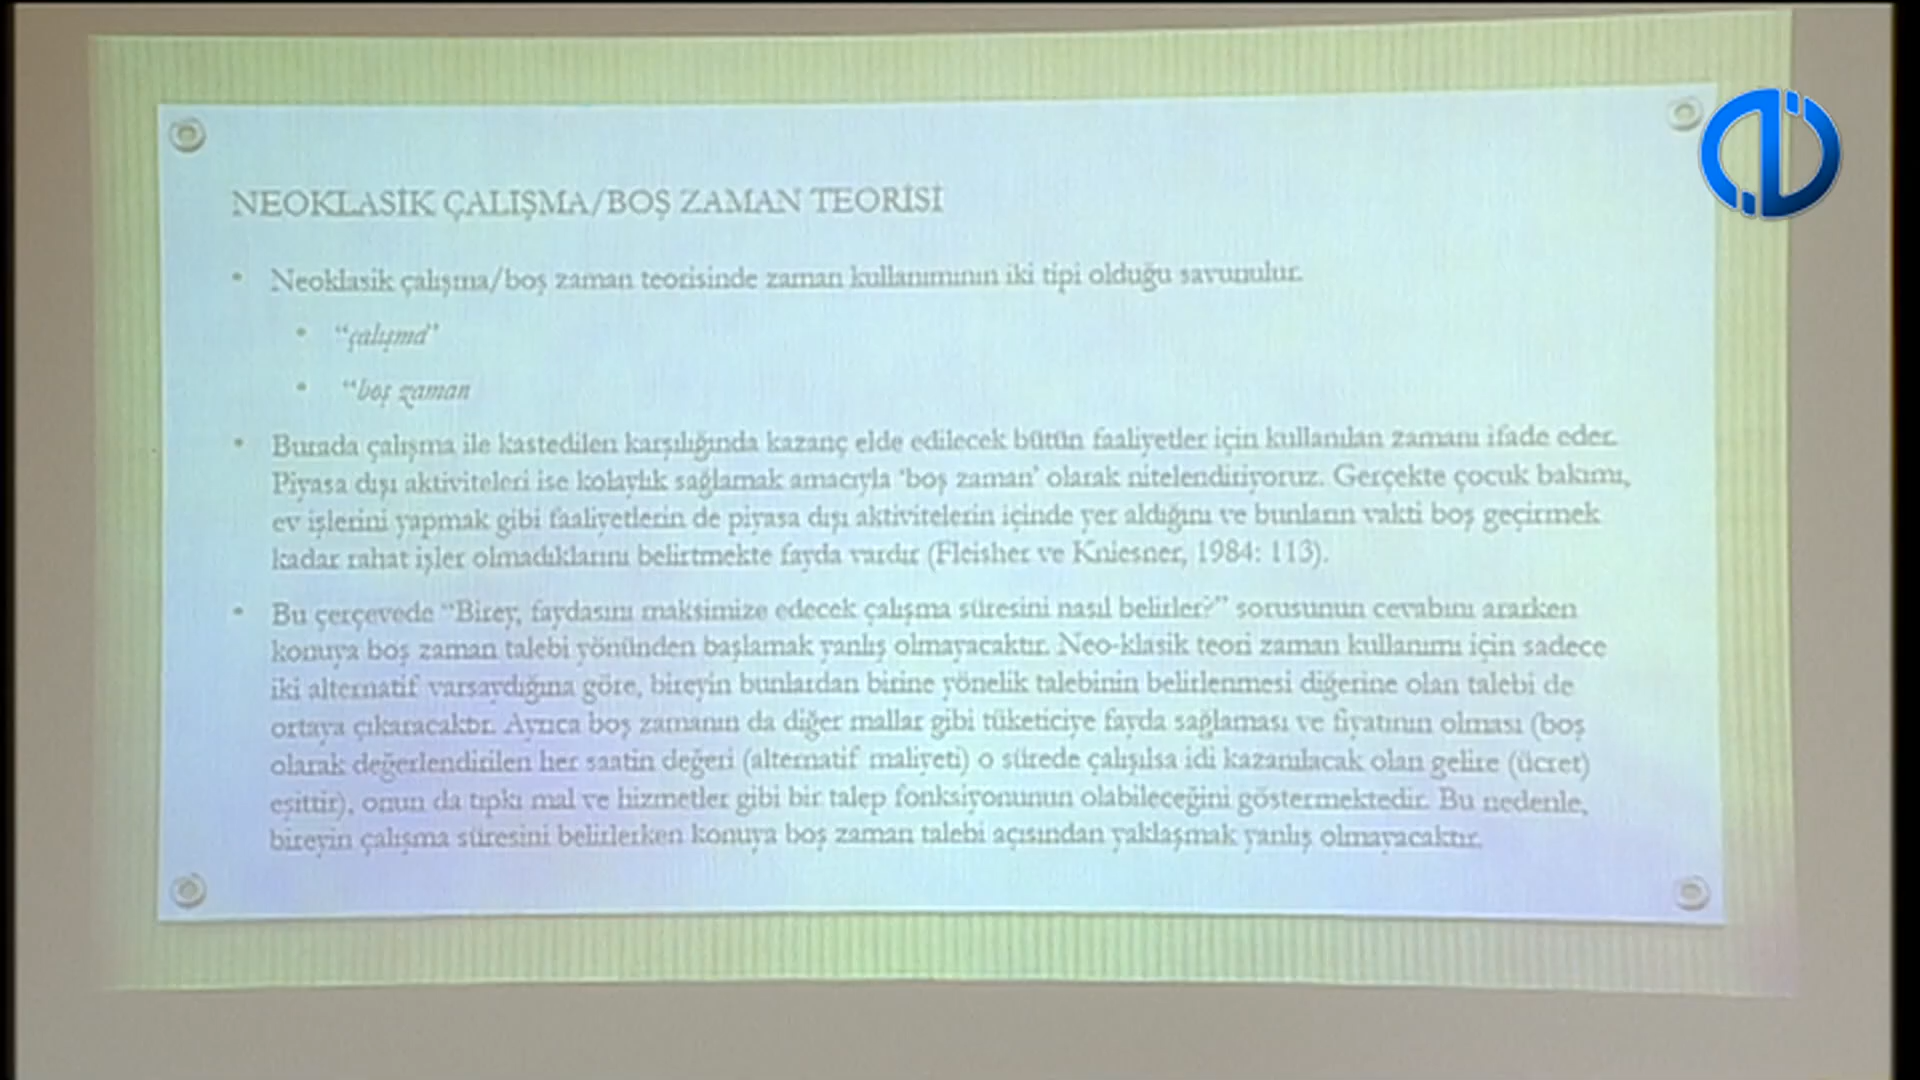 NEOKLASİK ÇALIŞMA/BOŞ ZAMAN TEORİSİ
• Neoklasik çalışma/boş zaman teorisinde zaman kullanımının iki tipi olduğu savunulur.
• “çalışma”
• “boş zaman
• Burada çalışma ile kastedilen karşılığında kazanç elde edilecek bütün faaliyetler için kullanılan zamanı ifade eder.
Piyasa dışı aktiviteleri ise kolaylık sağlamak amacıyla ‘boş zaman’ olarak nitelendiriyoruz. Gerçekte çocuk bakımı,
ev işlerini yapmak gibi faaliyetlerin de piyasa dışı aktivitelerin içinde yer aldığını ve bunların vakti boş geçirmek
kadar rahat işler olmadıklarını belirtmekte fayda vardır (Fleisher ve Kniesner, 1984: 113).
• Bu çerçevede “Birey, faydasını maksimize edecek çalışma süresini nasıl belirler?” sorusunun cevabını ararken
konuya boş zaman talebi yönünden başlamak yanlış olmayacaktır. Neo-klasik teori zaman kullanımı için sadece
iki alternatif varsaydığına göre, bireyin bunlardan birine yönelik talebinin belirlenmesi diğerine olan talebi de
ortaya çıkaracaktır. Ayrıca boş zamanın da diğer mallar gibi tüketiciye fayda sağlaması ve fiyatının olması (boş
olarak değerlendirilen her saatin değeri (alternatif maliyeti) o sürede çalışılsa idi kazanılacak olan gelire (ücret)
eşittir), onun da tıpkı mal ve hizmetler gibi bir talep fonksiyonunun olabileceğini göstermektedir. Bu nedenle,
bireyin çalışma süresini belirlerken konuya boş zaman talebi açısından yaklaşmak yanlış olmayacaktır.